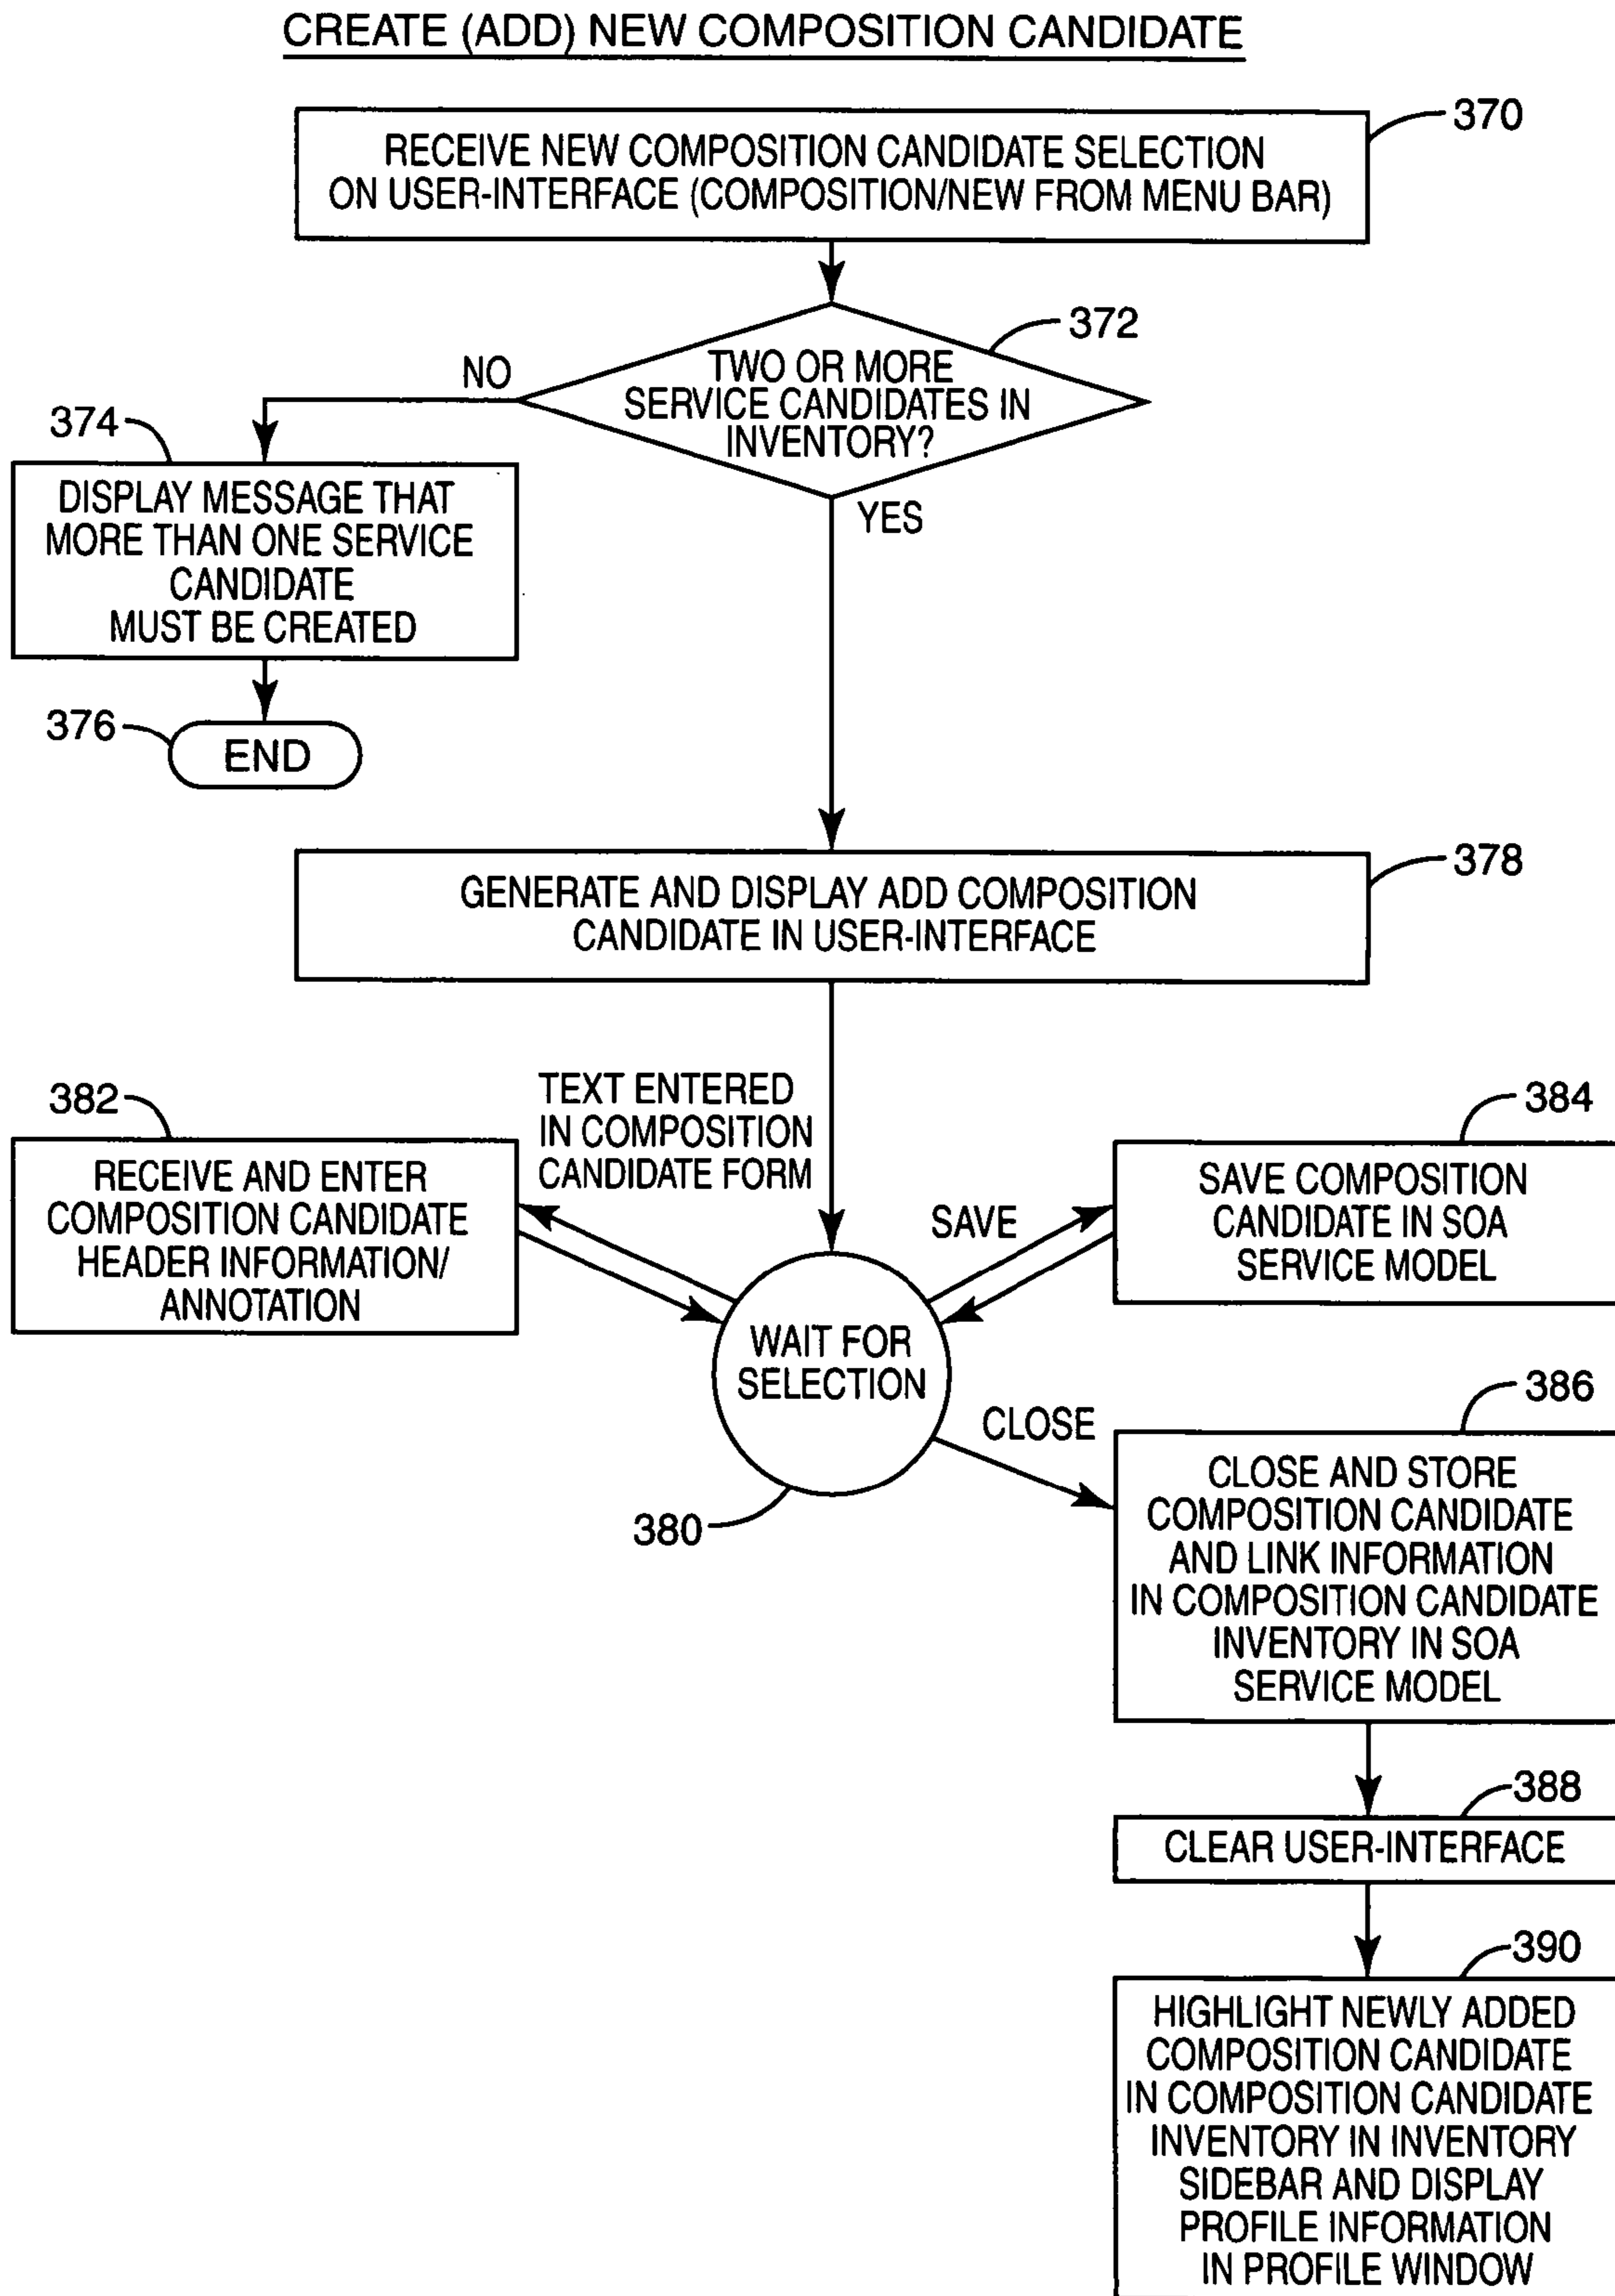 CREATE (ADD) NEW COMPOSITION CANDIDATE
370
RECEIVE NEW COMPOSITION CANDIDATE SELECTION
ON USER-INTERFACE (COMPOSITION/NEW FROM MENU BAR)
372
TWO OR MORE
SERVICE CANDIDATES IN
INVENTORY?
NO
YES
374
DISPLAY MESSAGE THAT
MORE THAN ONE SERVICE
CANDIDATE
MUST BE CREATED
376
END
378
GENERATE AND DISPLAY ADD COMPOSITION
CANDIDATE IN USER-INTERFACE
382
RECEIVE AND ENTER
COMPOSITION CANDIDATE
HEADER INFORMATION/
ANNOTATION
TEXT ENTERED
IN COMPOSITION
CANDIDATE FORM
SAVE
384
SAVE COMPOSITION
CANDIDATE IN SOA
SERVICE MODEL
WAIT FOR
SELECTION
380
CLOSE
386
CLOSE AND STORE
COMPOSITION CANDIDATE
AND LINK INFORMATION
IN COMPOSITION CANDIDATE
INVENTORY IN SOA
SERVICE MODEL
388
CLEAR USER-INTERFACE
390
HIGHLIGHT NEWLY ADDED
COMPOSITION CANDIDATE
IN COMPOSITION CANDIDATE
INVENTORY IN INVENTORY
SIDEBAR AND DISPLAY
PROFILE INFORMATION
IN PROFILE WINDOW